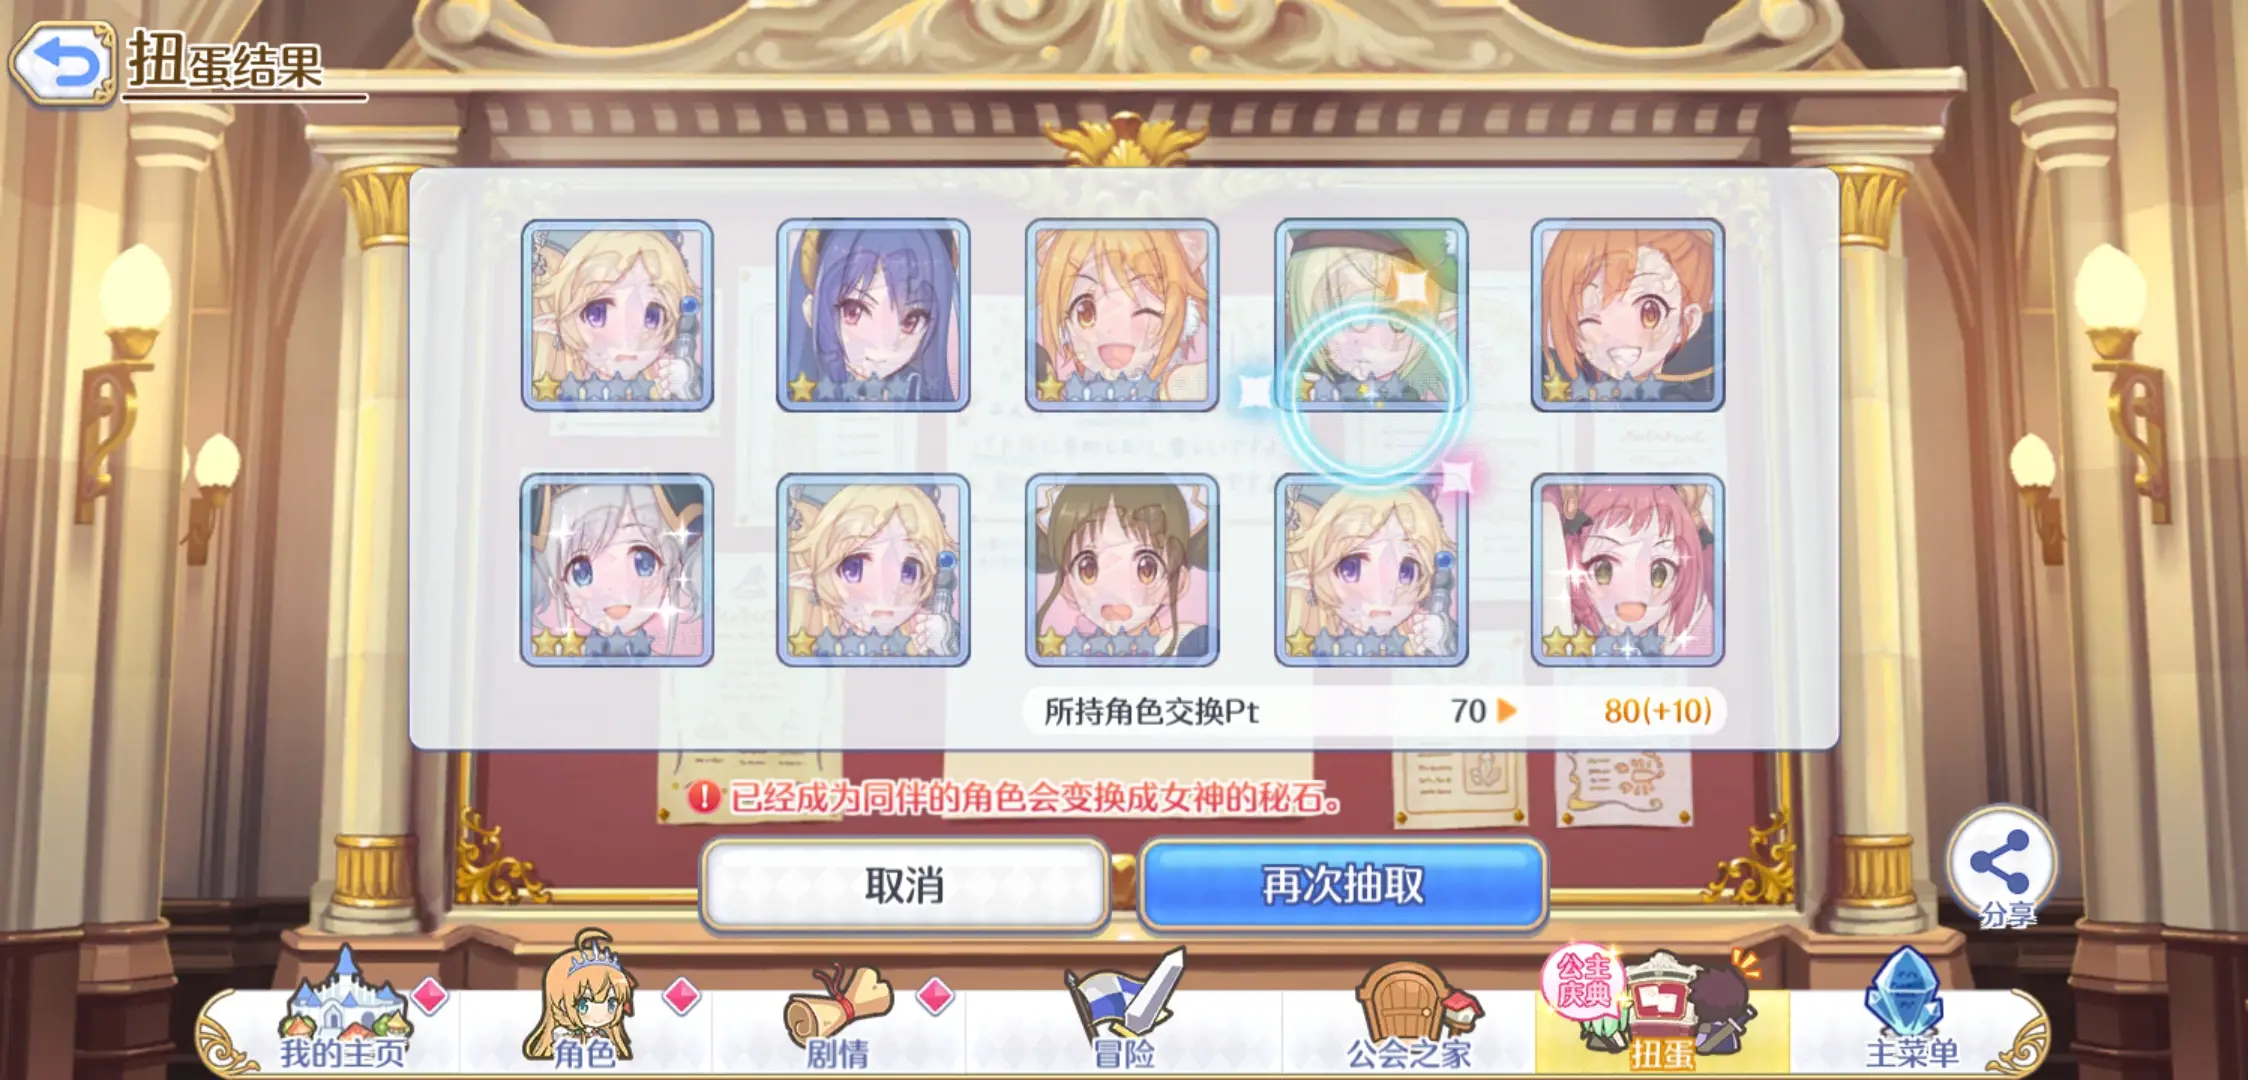 扭蛋结果
所持角色交换Pt 70 80(+10)
已经成为同伴的角色会变换成女神的秘石。
取消
再次抽取
分享
我的主页
角色
剧情
冒险
公会之家
公主
庆典
扭蛋
主菜单